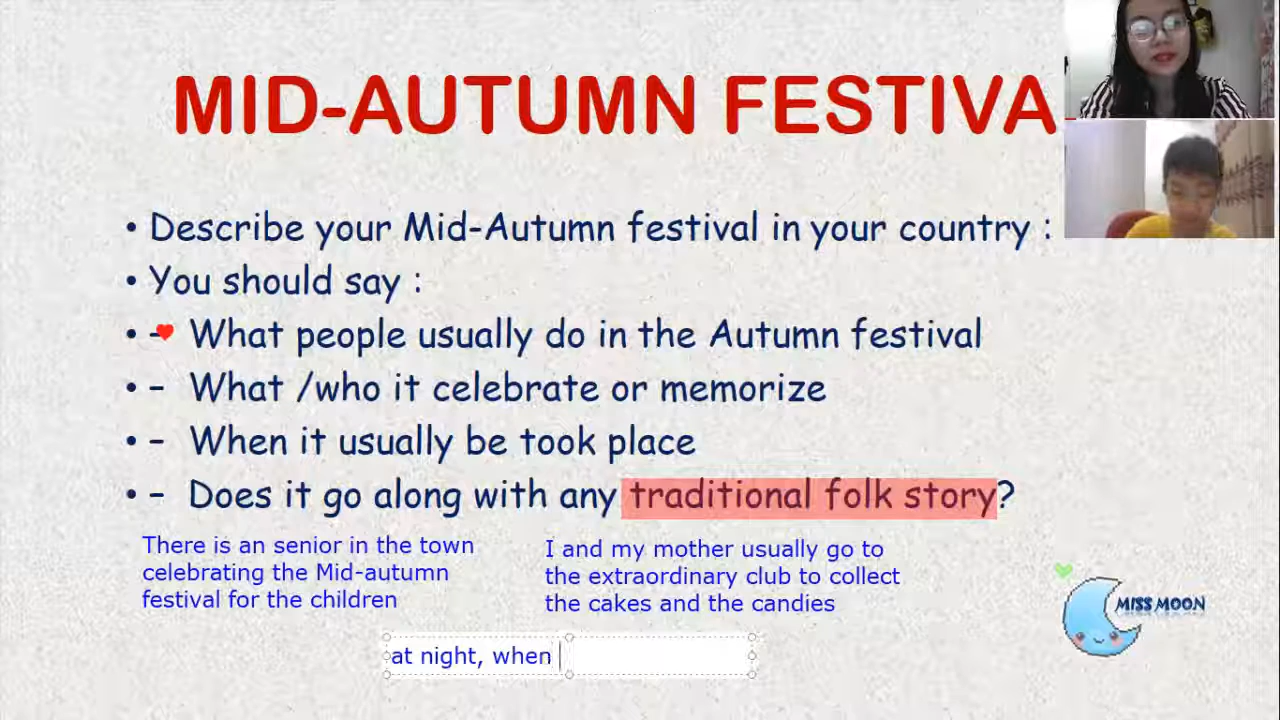 MID-AUTUMN FESTIVA
• Describe your Mid-Autumn festival in your country :
• You should say :
• – What people usually do in the Autumn festival
• – What /who it celebrate or memorize
• – When it usually be took place
• – Does it go along with any traditional folk story?
There is an senior in the town
celebrating the Mid-autumn
festival for the children
I and my mother usually go to
the extraordinary club to collect
the cakes and the candies
MISS MOON
at night, when